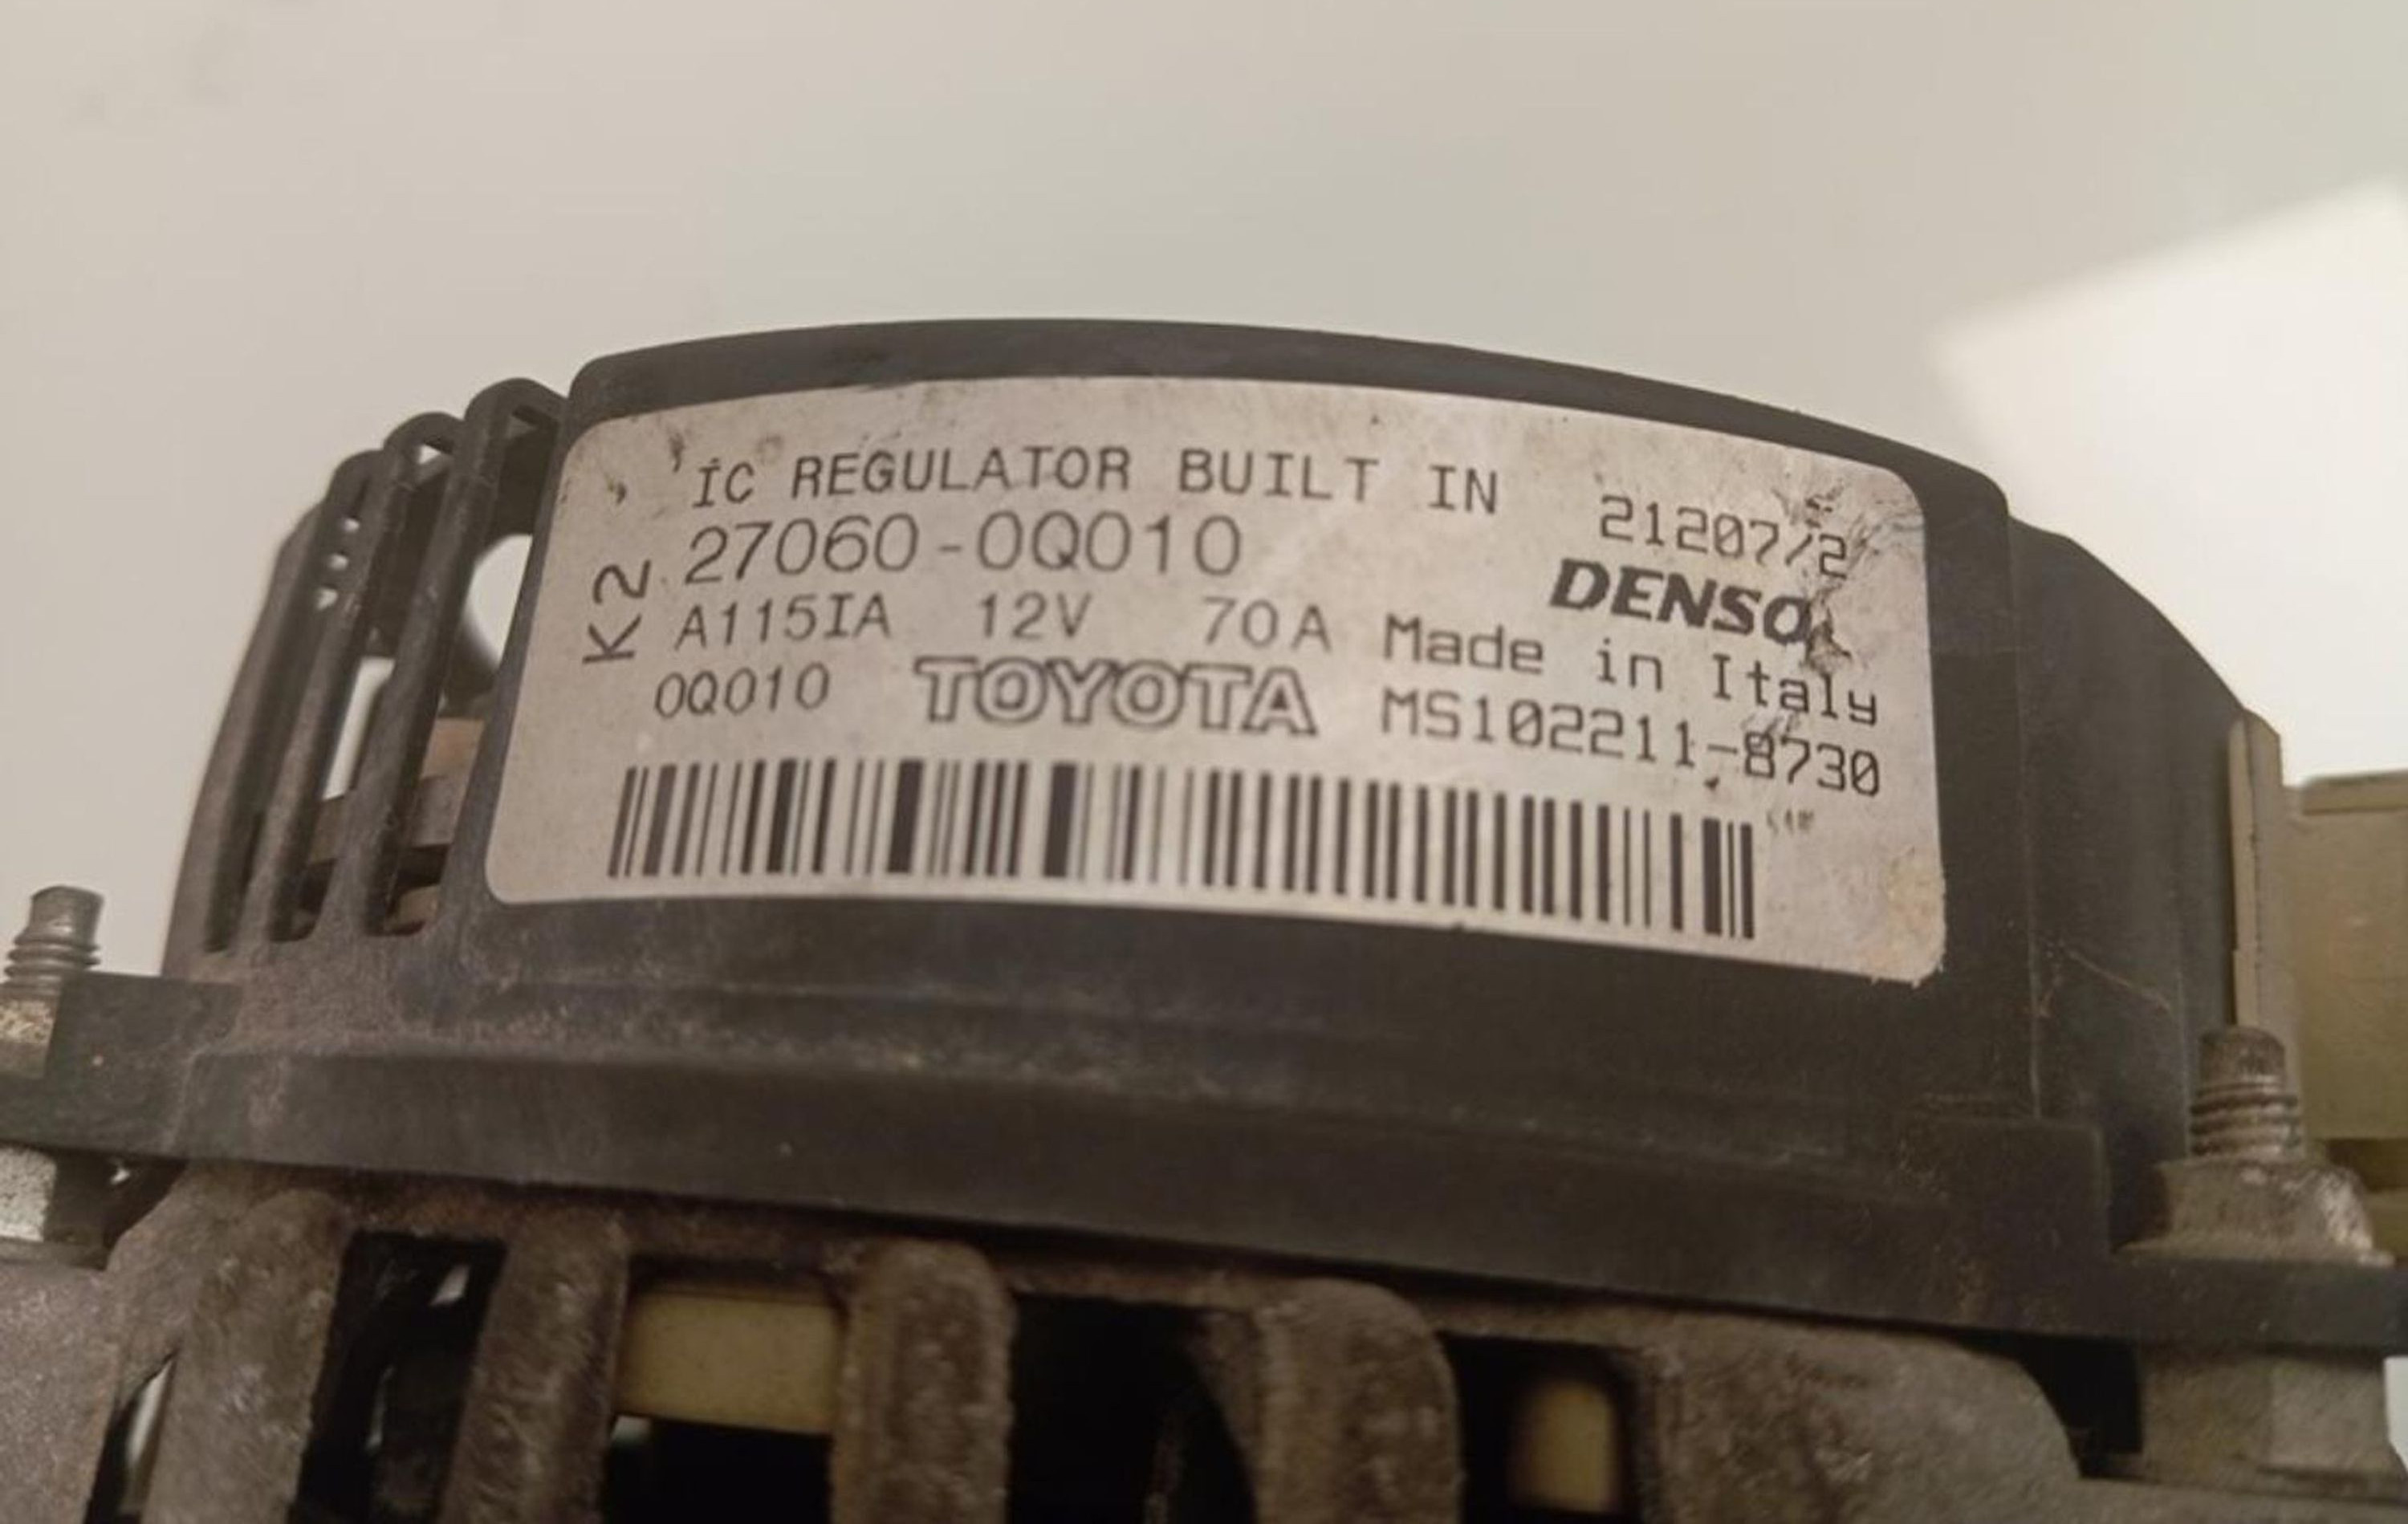 IC REGULATOR BUILT IN 21207/2
K2 27060-0Q010 DENSO
A115IA 12V 70A Made in Italy
0Q010 TOYOTA MS102211-8730